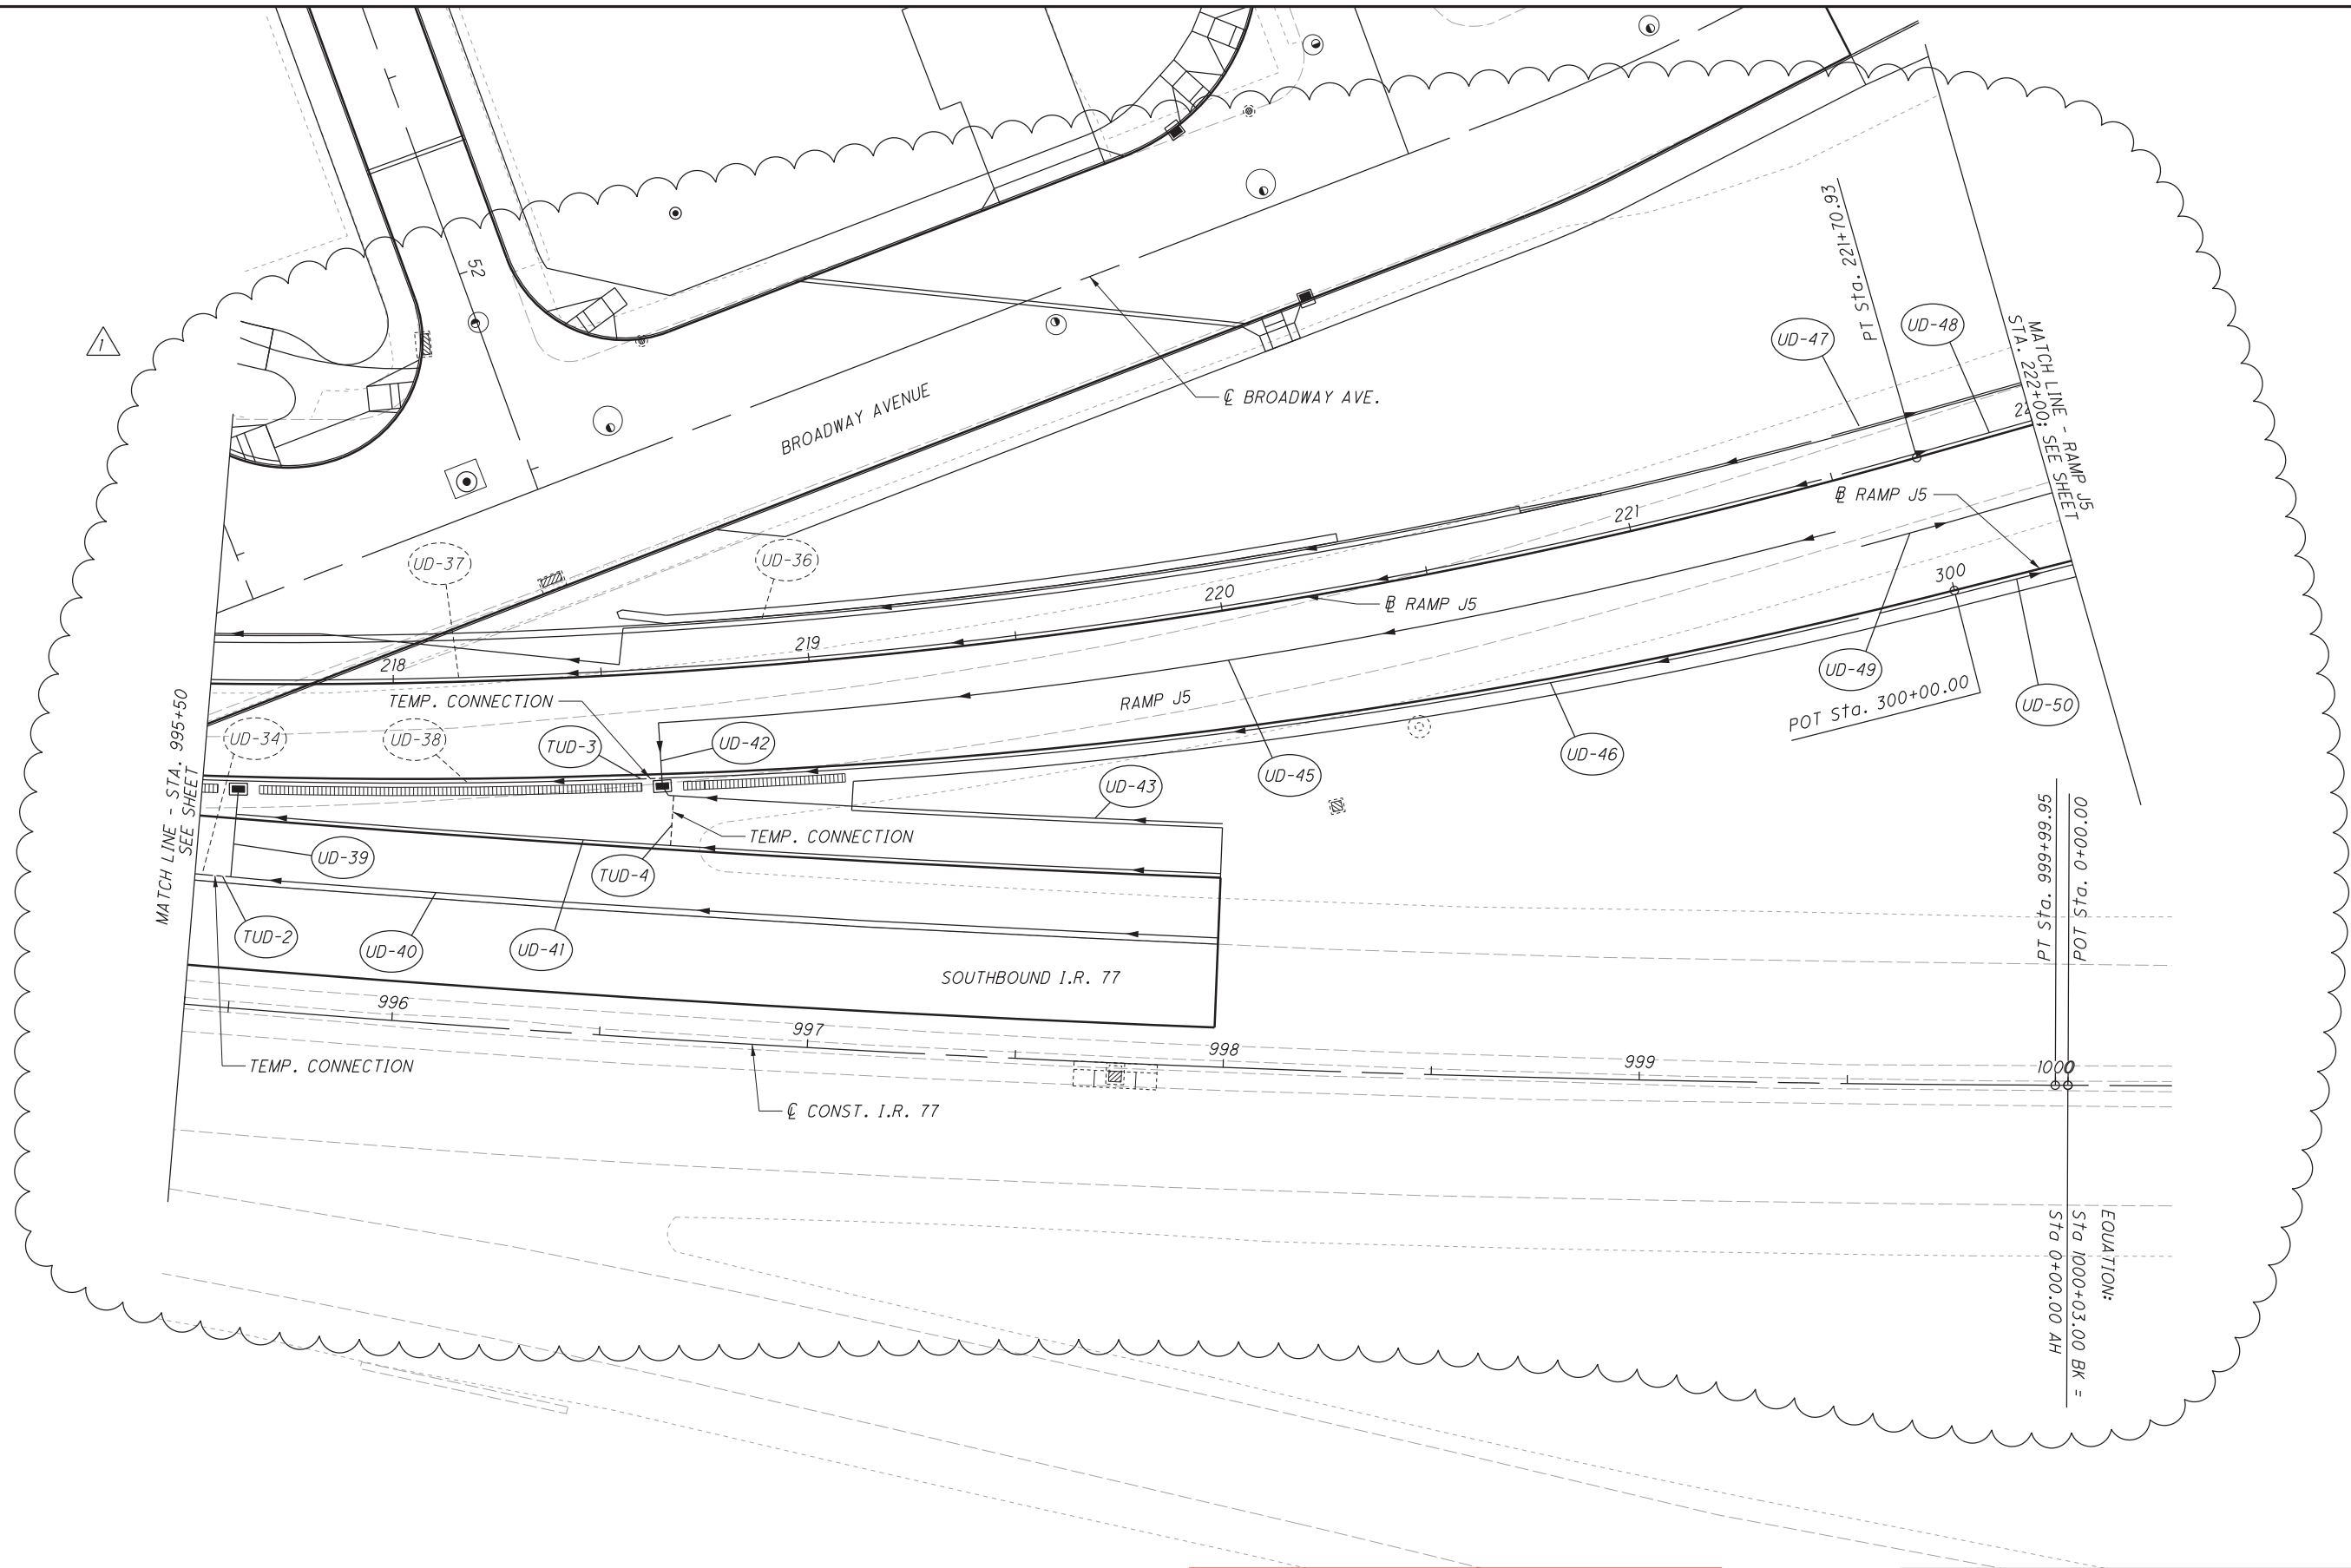 52
1
PT Sta. 221+70.93
UD-47
UD-48
MATCH LINE - RAMP J5
STA. 222+00; SEE SHEET
℄ BROADWAY AVE.
BROADWAY AVENUE
RAMP J5
221
UD-37
UD-36
300
220
RAMP J5
219
218
UD-49
POT Sta. 300+00.00
UD-50
TEMP. CONNECTION
RAMP J5
MATCH LINE - STA. 995+50
SEE SHEET
UD-34
UD-38
TUD-3
UD-42
UD-46
UD-45
UD-43
TEMP. CONNECTION
UD-39
TUD-4
PT Sta. 999+99.95
POT Sta. 0+00.00
TUD-2
UD-40
UD-41
SOUTHBOUND I.R. 77
996
997
998
999
1000
TEMP. CONNECTION
℄ CONST. I.R. 77
EQUATION:
Sta 1000+03.00 BK =
Sta 0+00.00 AH